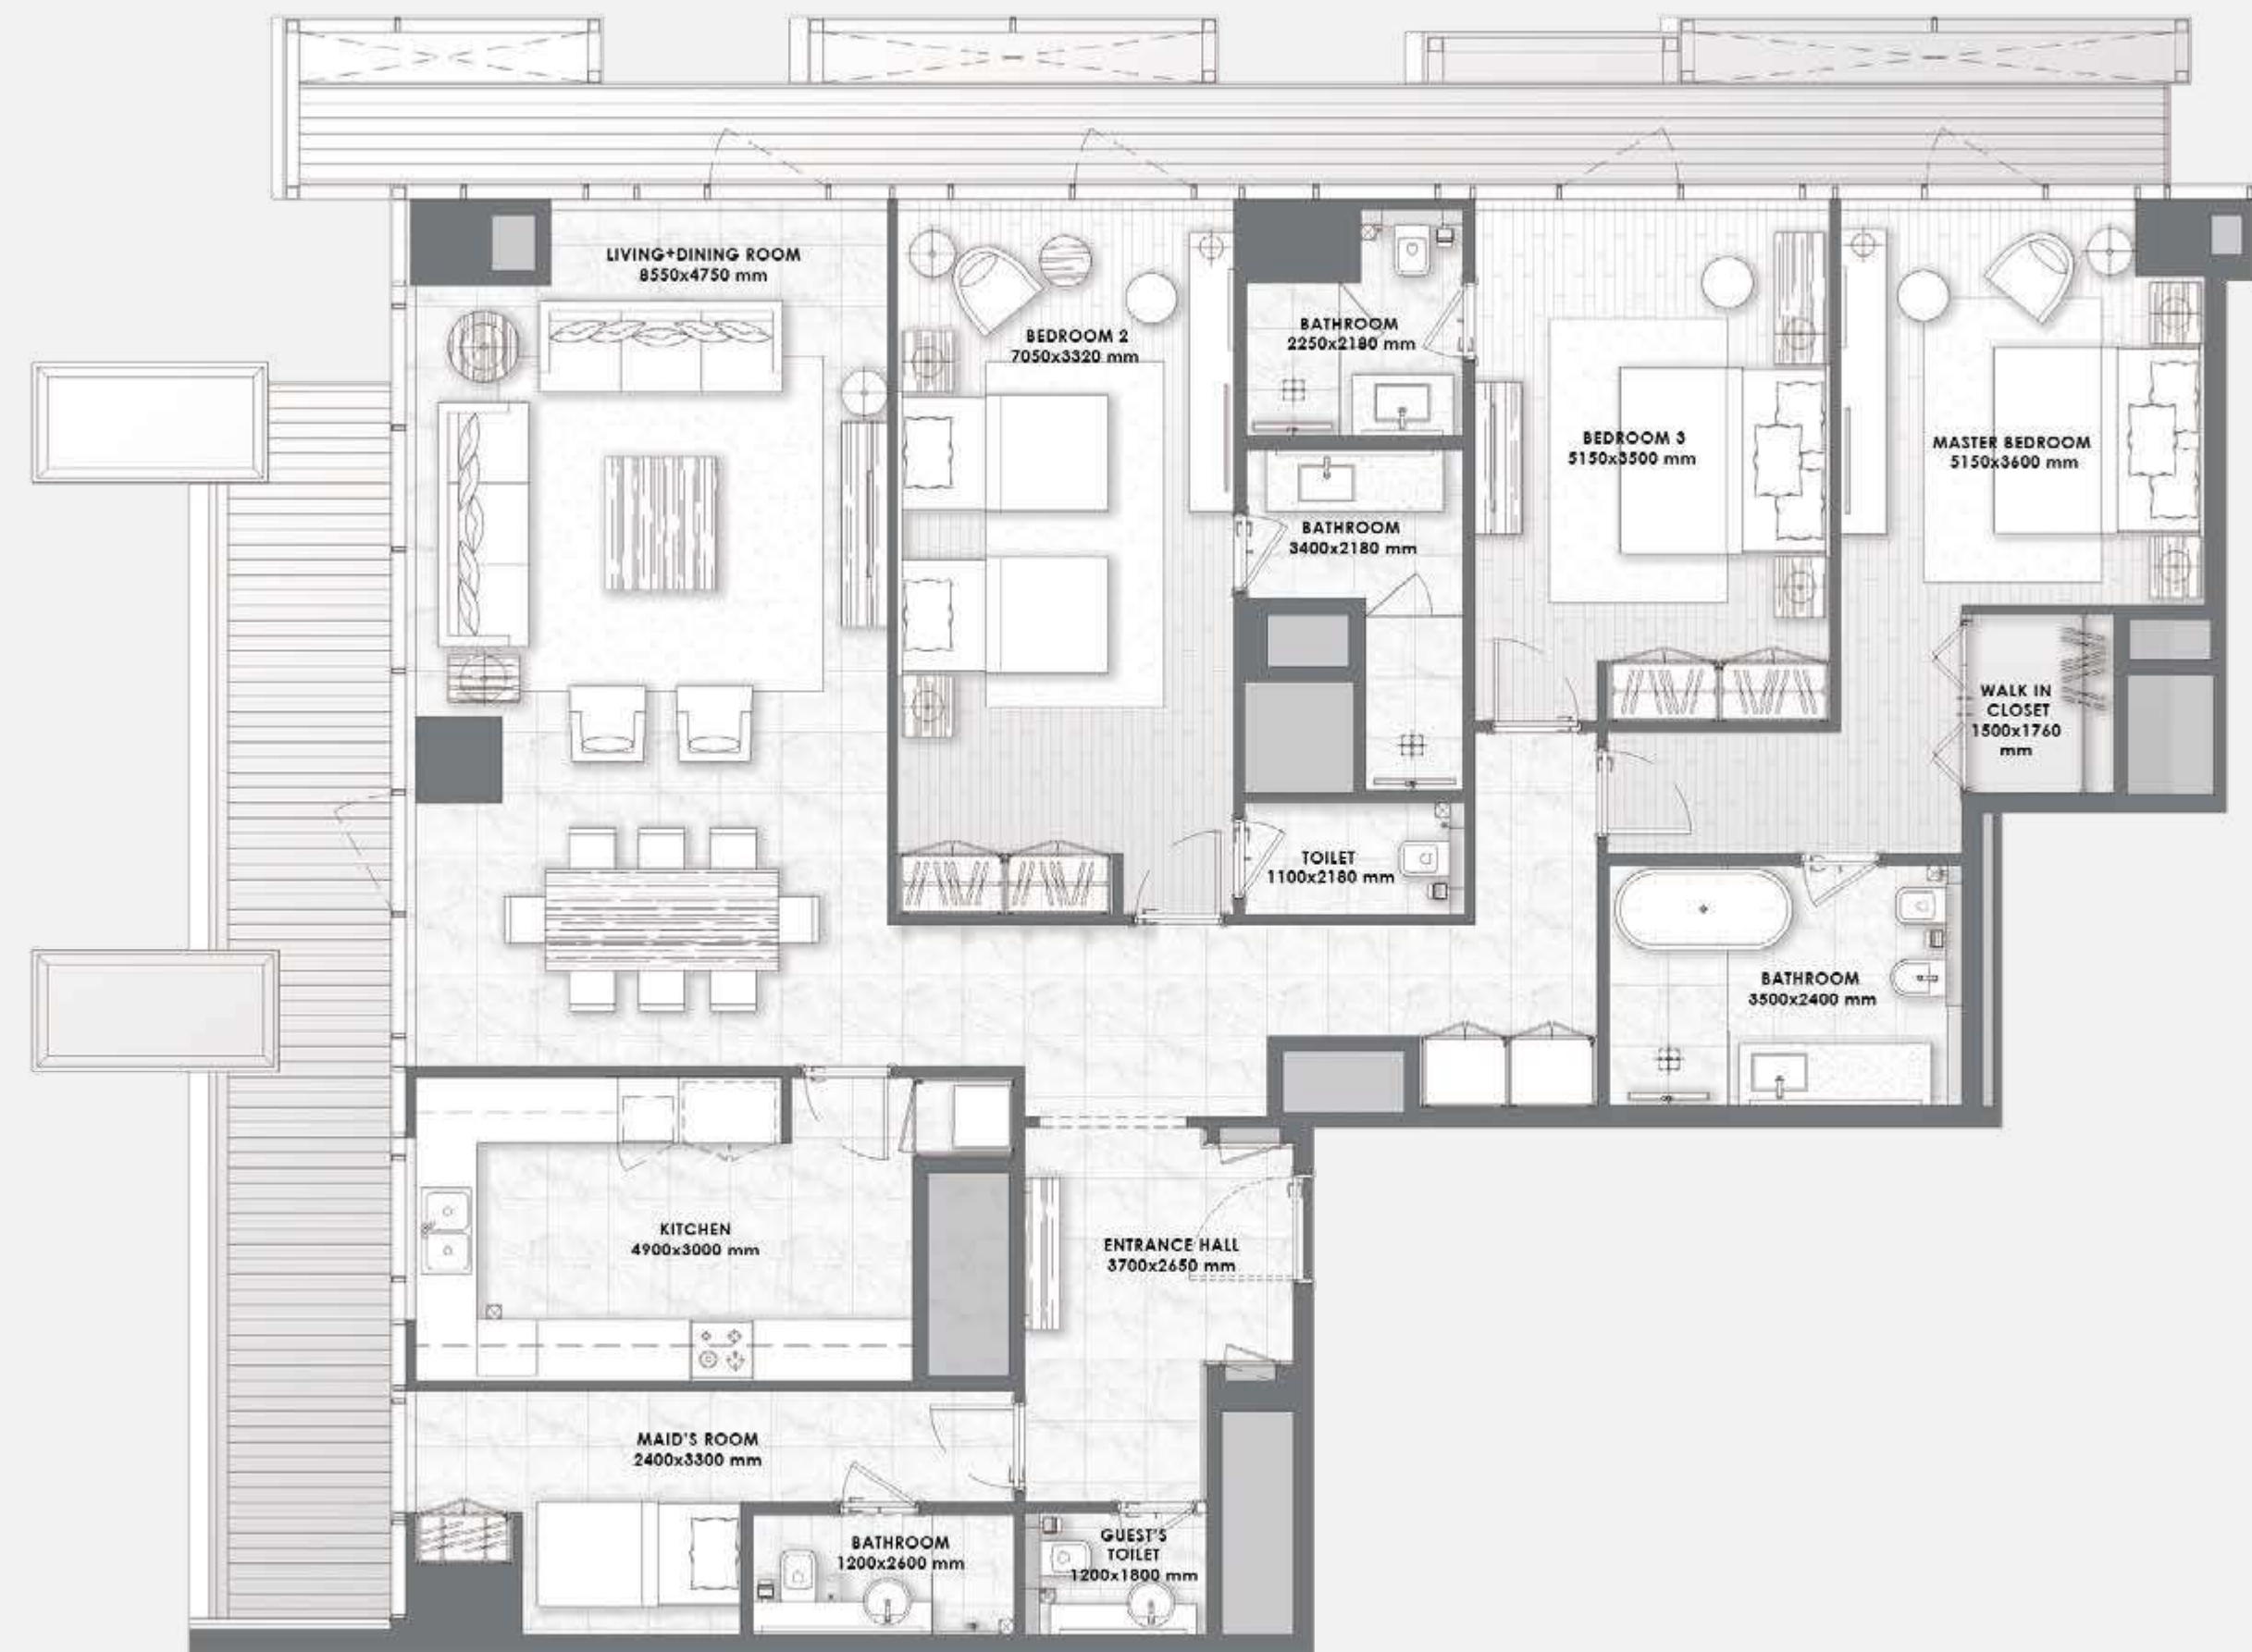 LIVING+DINING ROOM
8550x4750 mm
BEDROOM 2
7050x3320 mm
BATHROOM
2250x2180 mm
BATHROOM
3400x2180 mm
BEDROOM 3
5150x3500 mm
MASTER BEDROOM
5150x3600 mm
WALK IN
CLOSET
1500x1760
mm
TOILET
1100x2180 mm
BATHROOM
3500x2400 mm
KITCHEN
4900x3000 mm
ENTRANCE HALL
3700x2650 mm
MAID'S ROOM
2400x3300 mm
BATHROOM
1200x2600 mm
GUEST'S
TOILET
1200x1800 mm